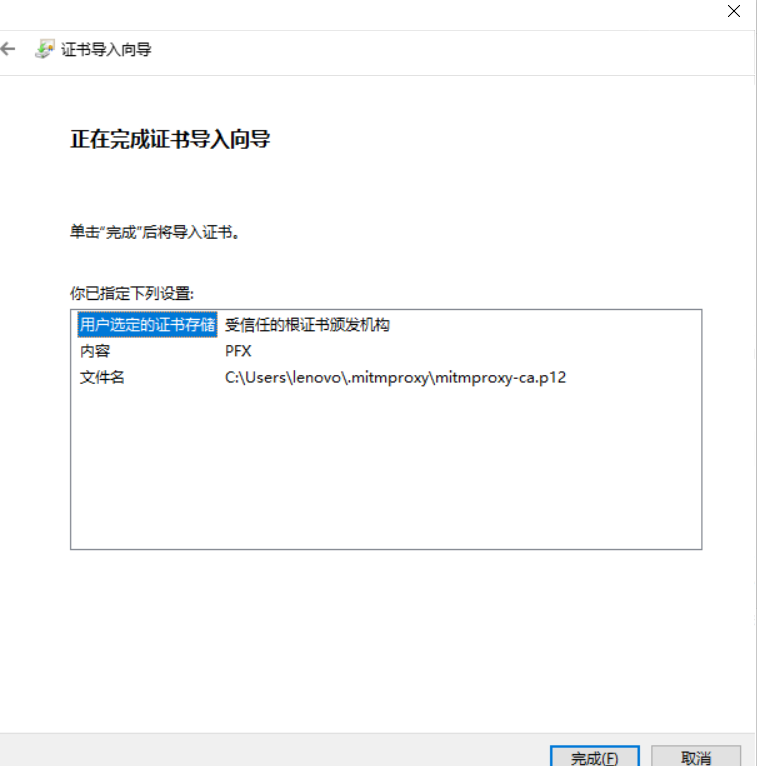 证书导入向导
正在完成证书导入向导
单击“完成”后将导入证书。
你已指定下列设置:
用户选定的证书存储 受信任的根证书颁发机构
内容 PFX
文件名 C:\Users\lenovo\.mitmproxy\mitmproxy-ca.p12
完成(F) 取消